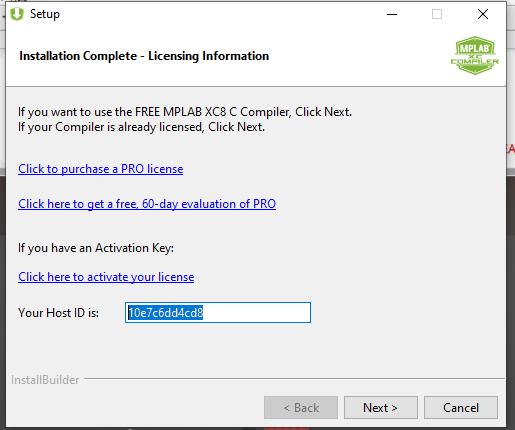 Setup
Installation Complete - Licensing Information
MPLAB
XC
COMPILER
If you want to use the FREE MPLAB XC8 C Compiler, Click Next.
If your Compiler is already licensed, Click Next.
EA
Click to purchase a PRO license
Click here to get a free, 60-day evaluation of PRO
If you have an Activation Key:
Click here to activate your license
Your Host ID is: 10e7c6dd4cd8
InstallBuilder
< Back Next > Cancel